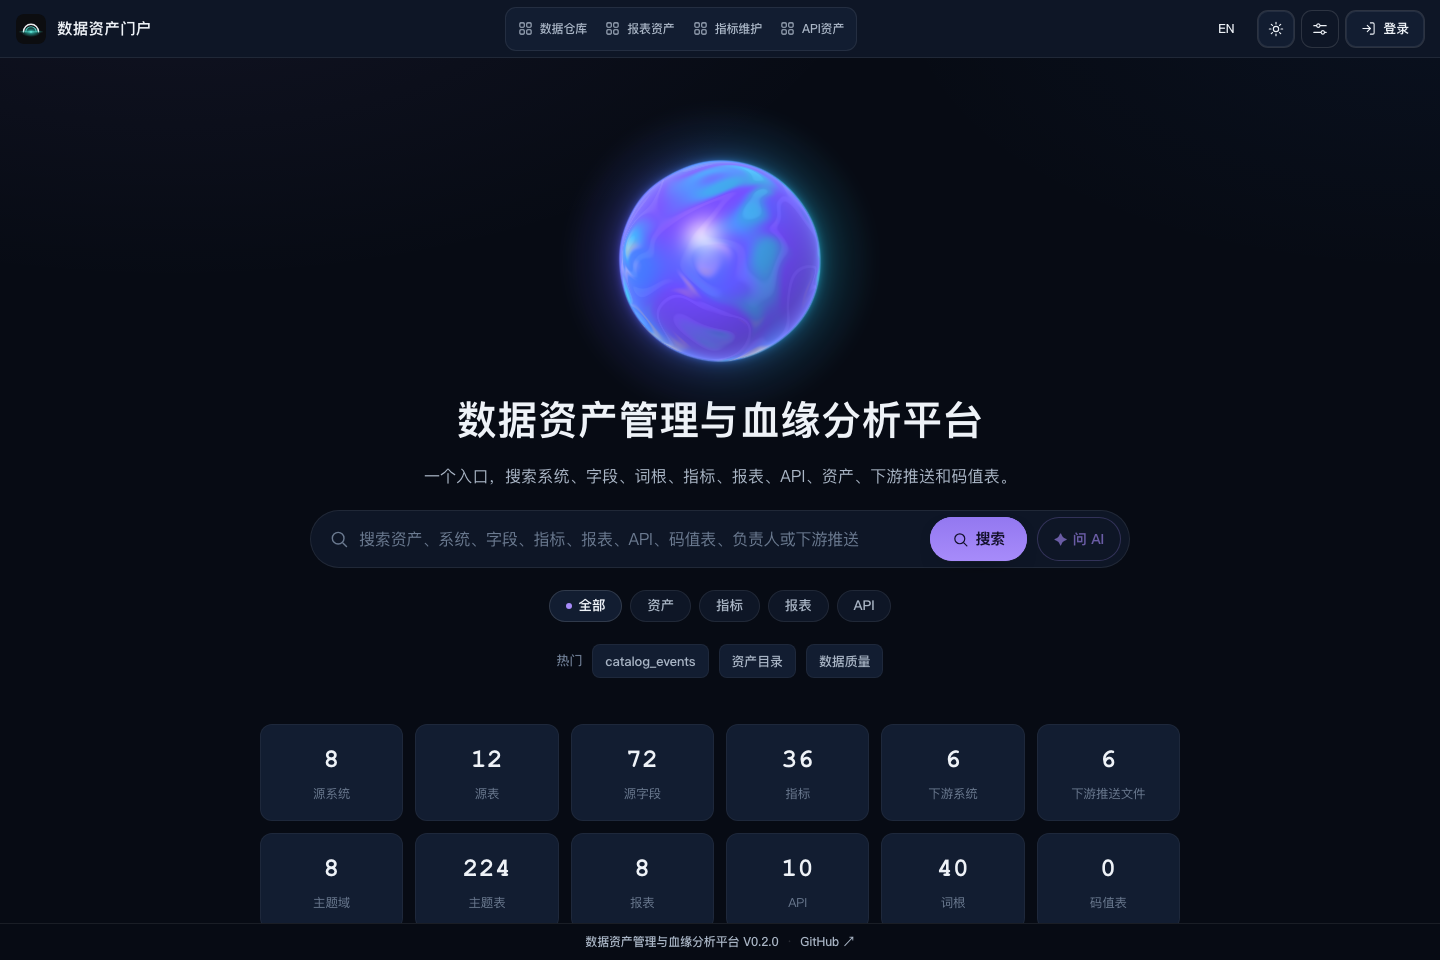 数据资产门户
数据仓库 报表资产 指标维护 API资产
EN 登录
数据资产管理与血缘分析平台
一个入口，搜索系统、字段、词根、指标、报表、API、资产、下游推送和码值表。
搜索资产、系统、字段、指标、报表、API、码值表、负责人或下游推送 搜索 问 AI
全部 资产 指标 报表 API
热门 catalog_events 资产目录 数据质量
8 12 72 36 6 6
源系统 源表 源字段 指标 下游系统 下游推送文件
8 224 8 10 40 0
主题域 主题表 报表 API 词根 码值表
数据资产管理与血缘分析平台 V0.2.0 · GitHub ↗